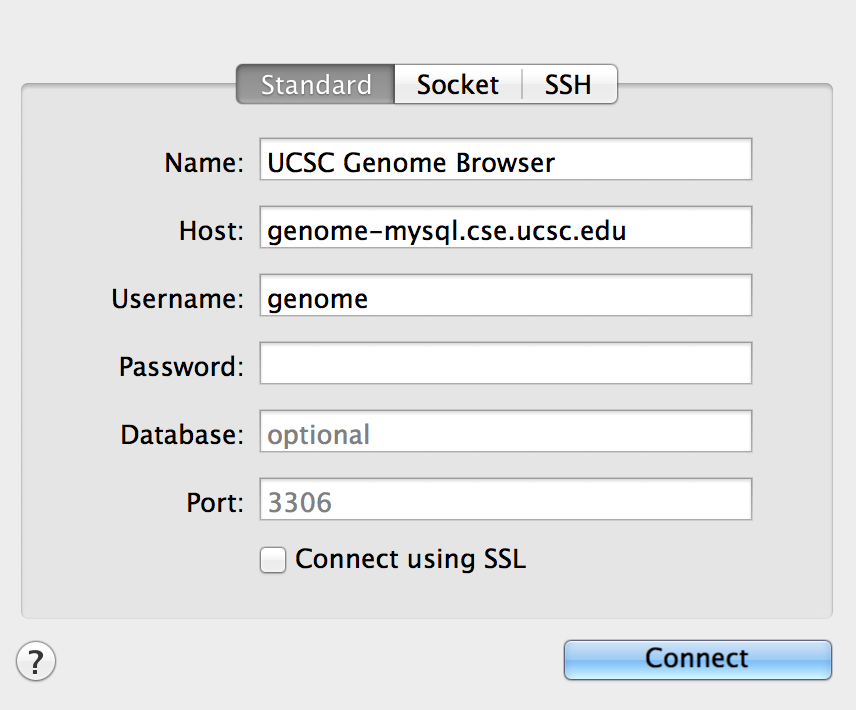 Standard Socket SSH
Name: UCSC Genome Browser
Host: genome-mysql.cse.ucsc.edu
Username: genome
Password:
Database: optional
Port: 3306
Connect using SSL
? Connect